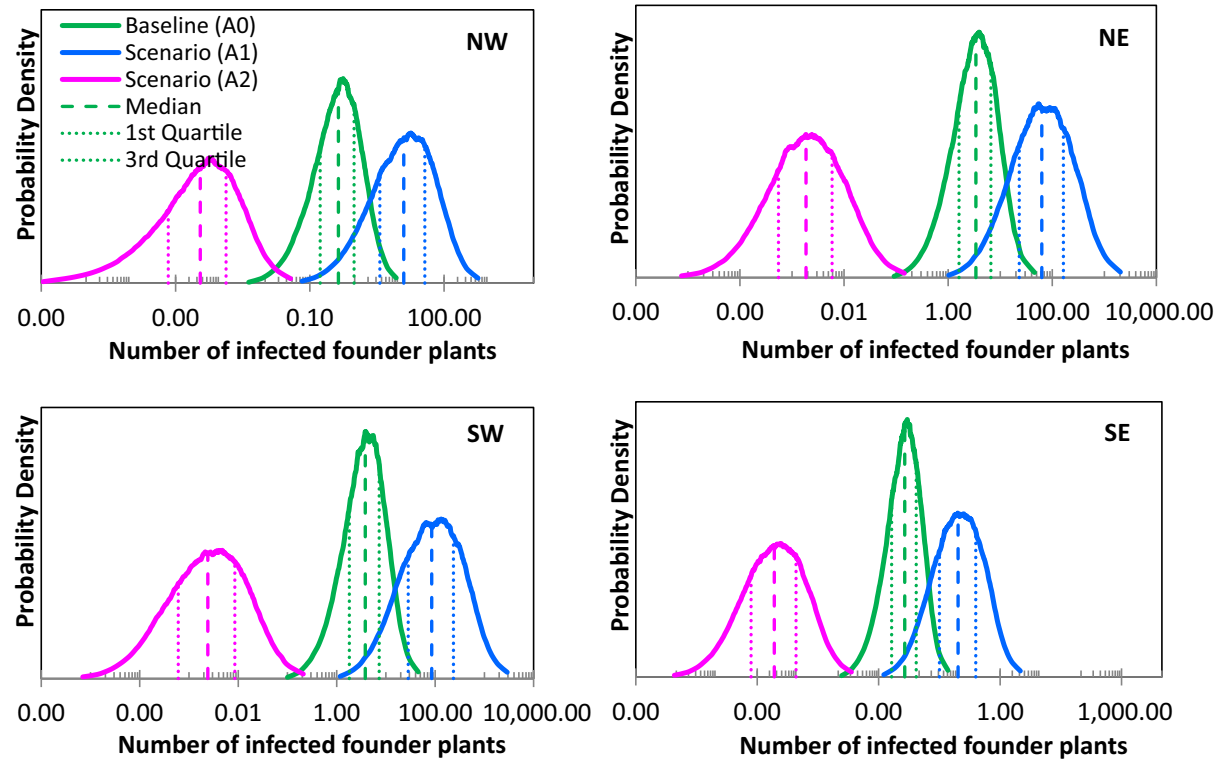 Baseline (A0)
Scenario (A1)
Scenario (A2)
Median
1st Quartile
3rd Quartile
NW
Probability Density
0.00 0.00 0.10 100.00
Number of infected founder plants
NE
Probability Density
0.00 0.00 0.01 1.00 100.00 10,000.00
Number of infected founder plants
SW
Probability Density
0.00 0.00 0.01 1.00 100.00 10,000.00
Number of infected founder plants
SE
Probability Density
0.00 0.00 0.00 1.00 1,000.00
Number of infected founder plants